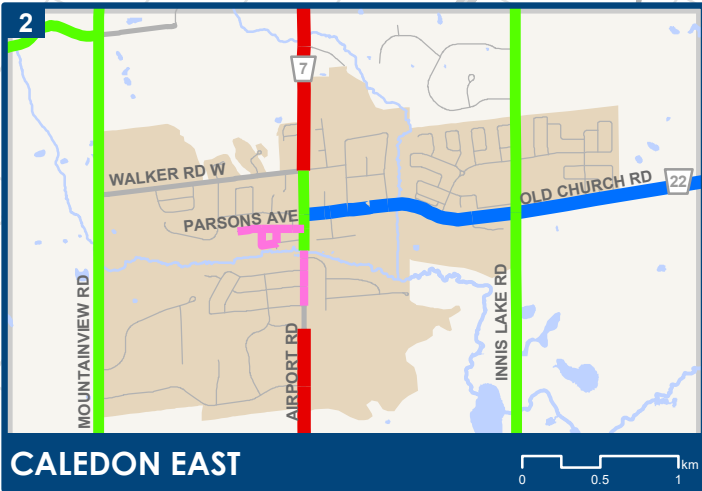 2
7
WALKER RD W
OLD CHURCH RD
22
PARSONS AVE
MOUNTAINVIEW RD
AIRPORT RD
INNIS LAKE RD
CALEDON EAST
km
0 0.5 1